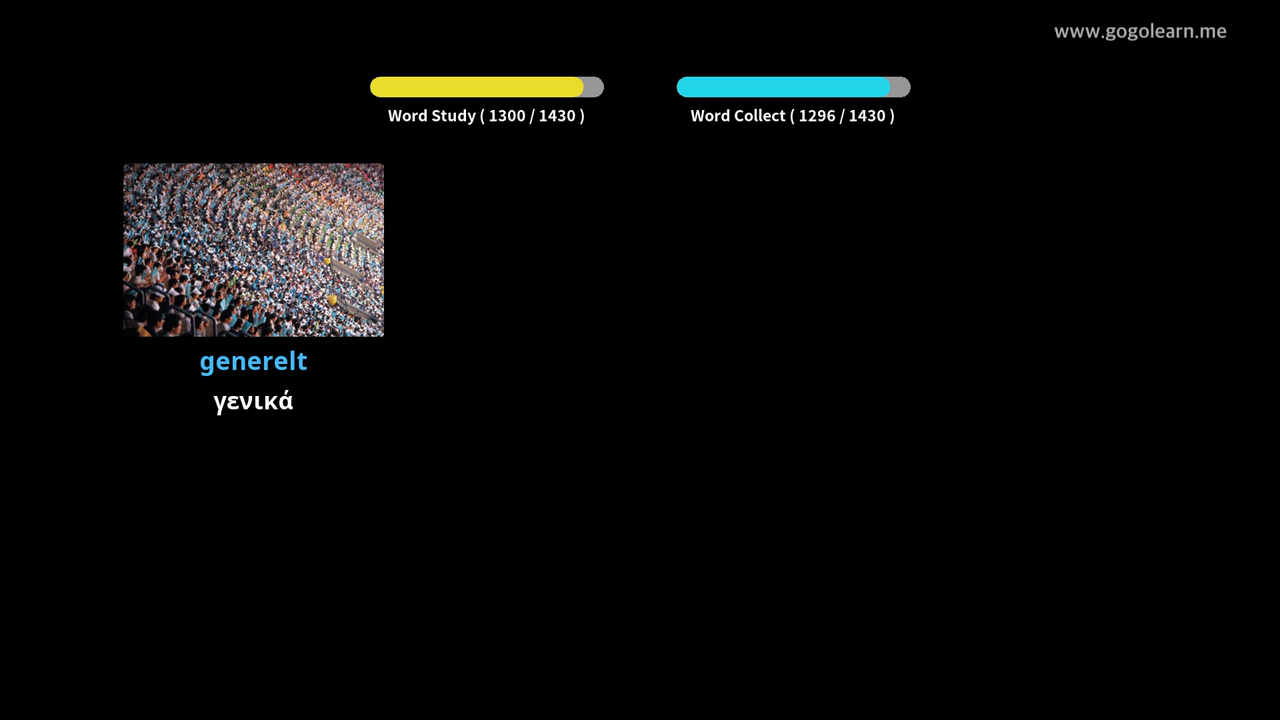 www.gogolearn.me
Word Study ( 1300 / 1430 )
Word Collect ( 1296 / 1430 )
generelt
γενικά